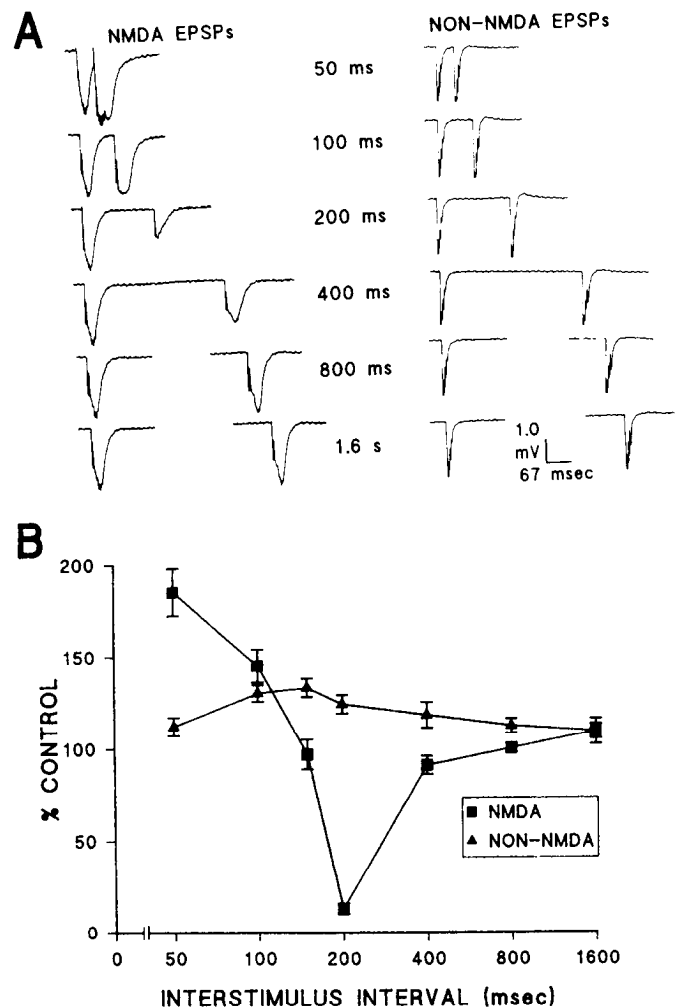 A
NMDA EPSPs
NON-NMDA EPSPs
50 ms
100 ms
200 ms
400 ms
800 ms
1.6 s
1.0
mV
67 msec
B
200
150
100
50
0
% CONTROL
NMDA
NON-NMDA
0 50 100 200 400 800 1600
INTERSTIMULUS INTERVAL (msec)